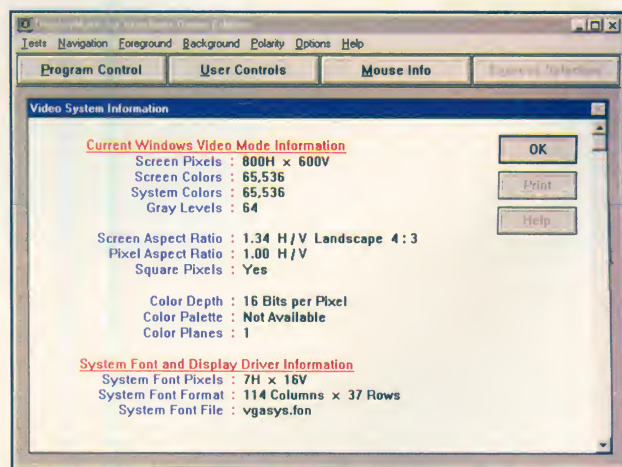 Tests Navigation Foreground Background Polarity Options Help
Program Control User Controls Mouse Info
Video System Information
Current Windows Video Mode Information
Screen Pixels : 800H × 600V
Screen Colors : 65,536
System Colors : 65,536
Gray Levels : 64
Screen Aspect Ratio : 1.34 H/V Landscape 4:3
Pixel Aspect Ratio : 1.00 H/V
Square Pixels : Yes
Color Depth : 16 Bits per Pixel
Color Palette : Not Available
Color Planes : 1
System Font and Display Driver Information
System Font Pixels : 7H × 16V
System Font Format : 114 Columns × 37 Rows
System Font File : vgasys.fon
OK
Print
Help